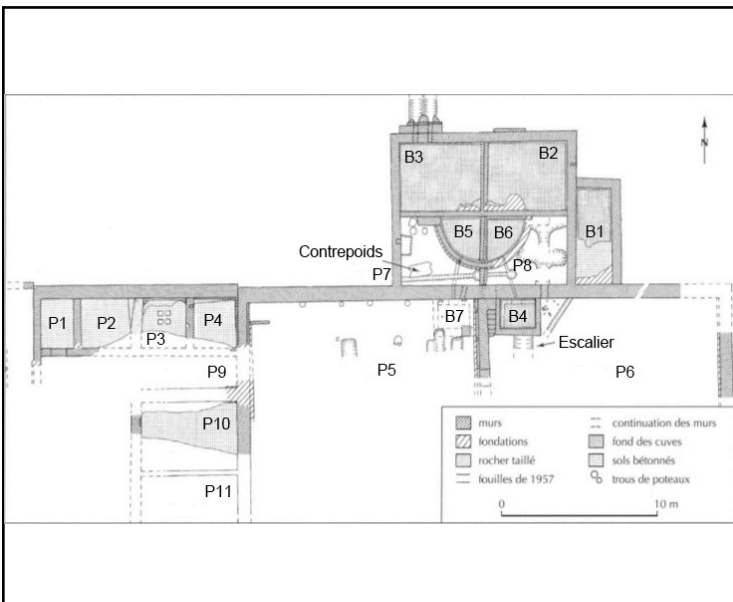 B3
B2
N
B5
B6
B1
Contrepoids
P7
P8
P1
P2
P3
P4
B7
B4
Escalier
P9
P5
P6
P10
P11
murs
fondations
rocher taillé
fouilles de 1957
continuation des murs
fond des cuves
sols bétonnés
trous de poteaux
0
10 m